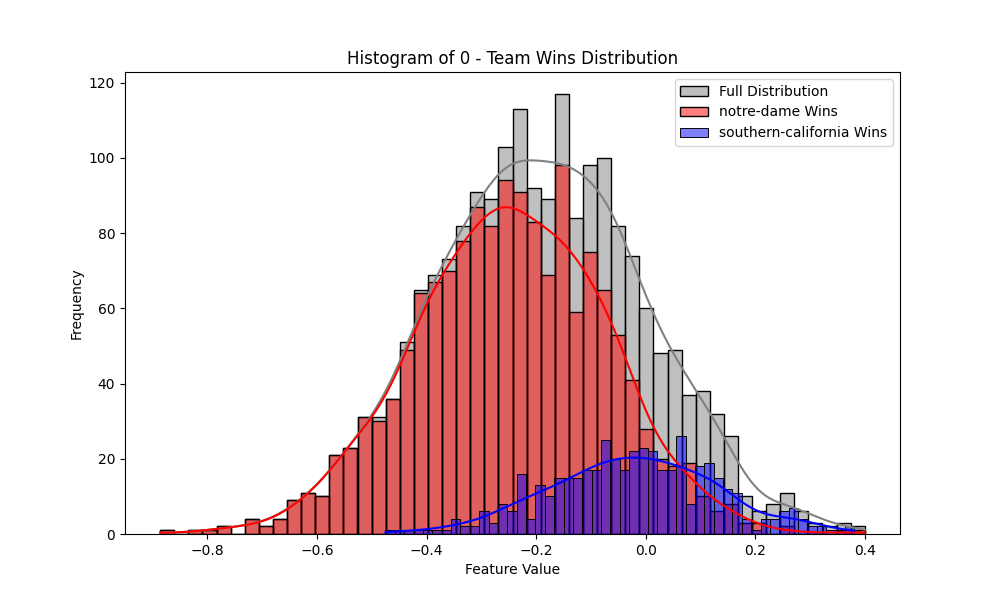 Histogram of 0 - Team Wins Distribution
Full Distribution
notre-dame Wins
southern-california Wins
Frequency
120
100
80
60
40
20
0
−0.8 −0.6 −0.4 −0.2 0.0 0.2 0.4
Feature Value